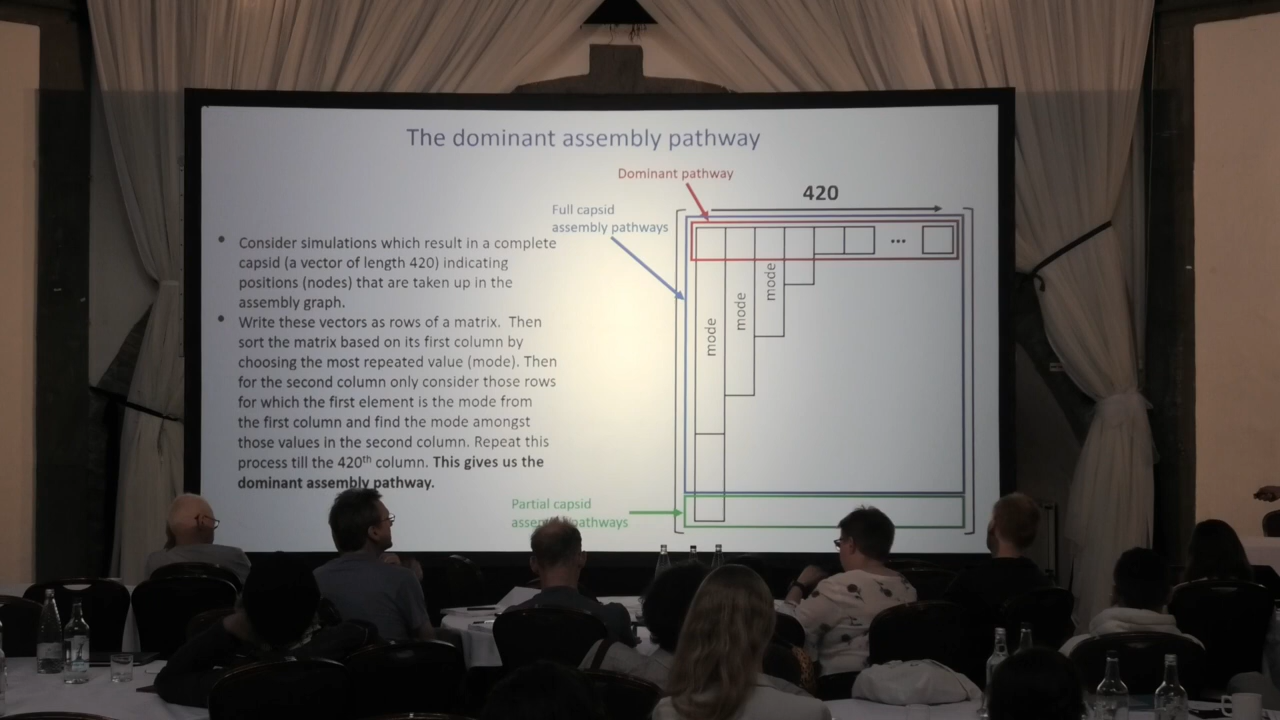 The dominant assembly pathway
Dominant pathway
420
Full capsid
assembly pathways
• Consider simulations which result in a complete
capsid (a vector of length 420) indicating
positions (nodes) that are taken up in the
assembly graph.
• Write these vectors as rows of a matrix. Then
sort the matrix based on its first column by
choosing the most repeated value (mode). Then
for the second column only consider those rows
for which the first element is the mode from
the first column and find the mode amongst
those values in the second column. Repeat this
process till the 420th column. This gives us the
dominant assembly pathway.
mode
mode
mode
...
Partial capsid
assembly pathways